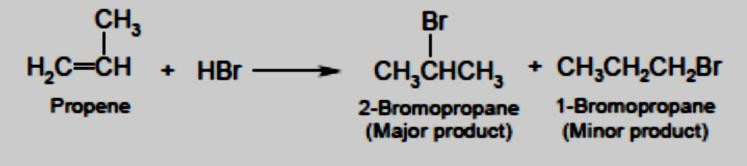 CH₃ Br
H₂C=CH + HBr ⟶ CH₃CHCH₃ + CH₃CH₂CH₂Br
Propene 2-Bromopropane 1-Bromopropane
(Major product) (Minor product)